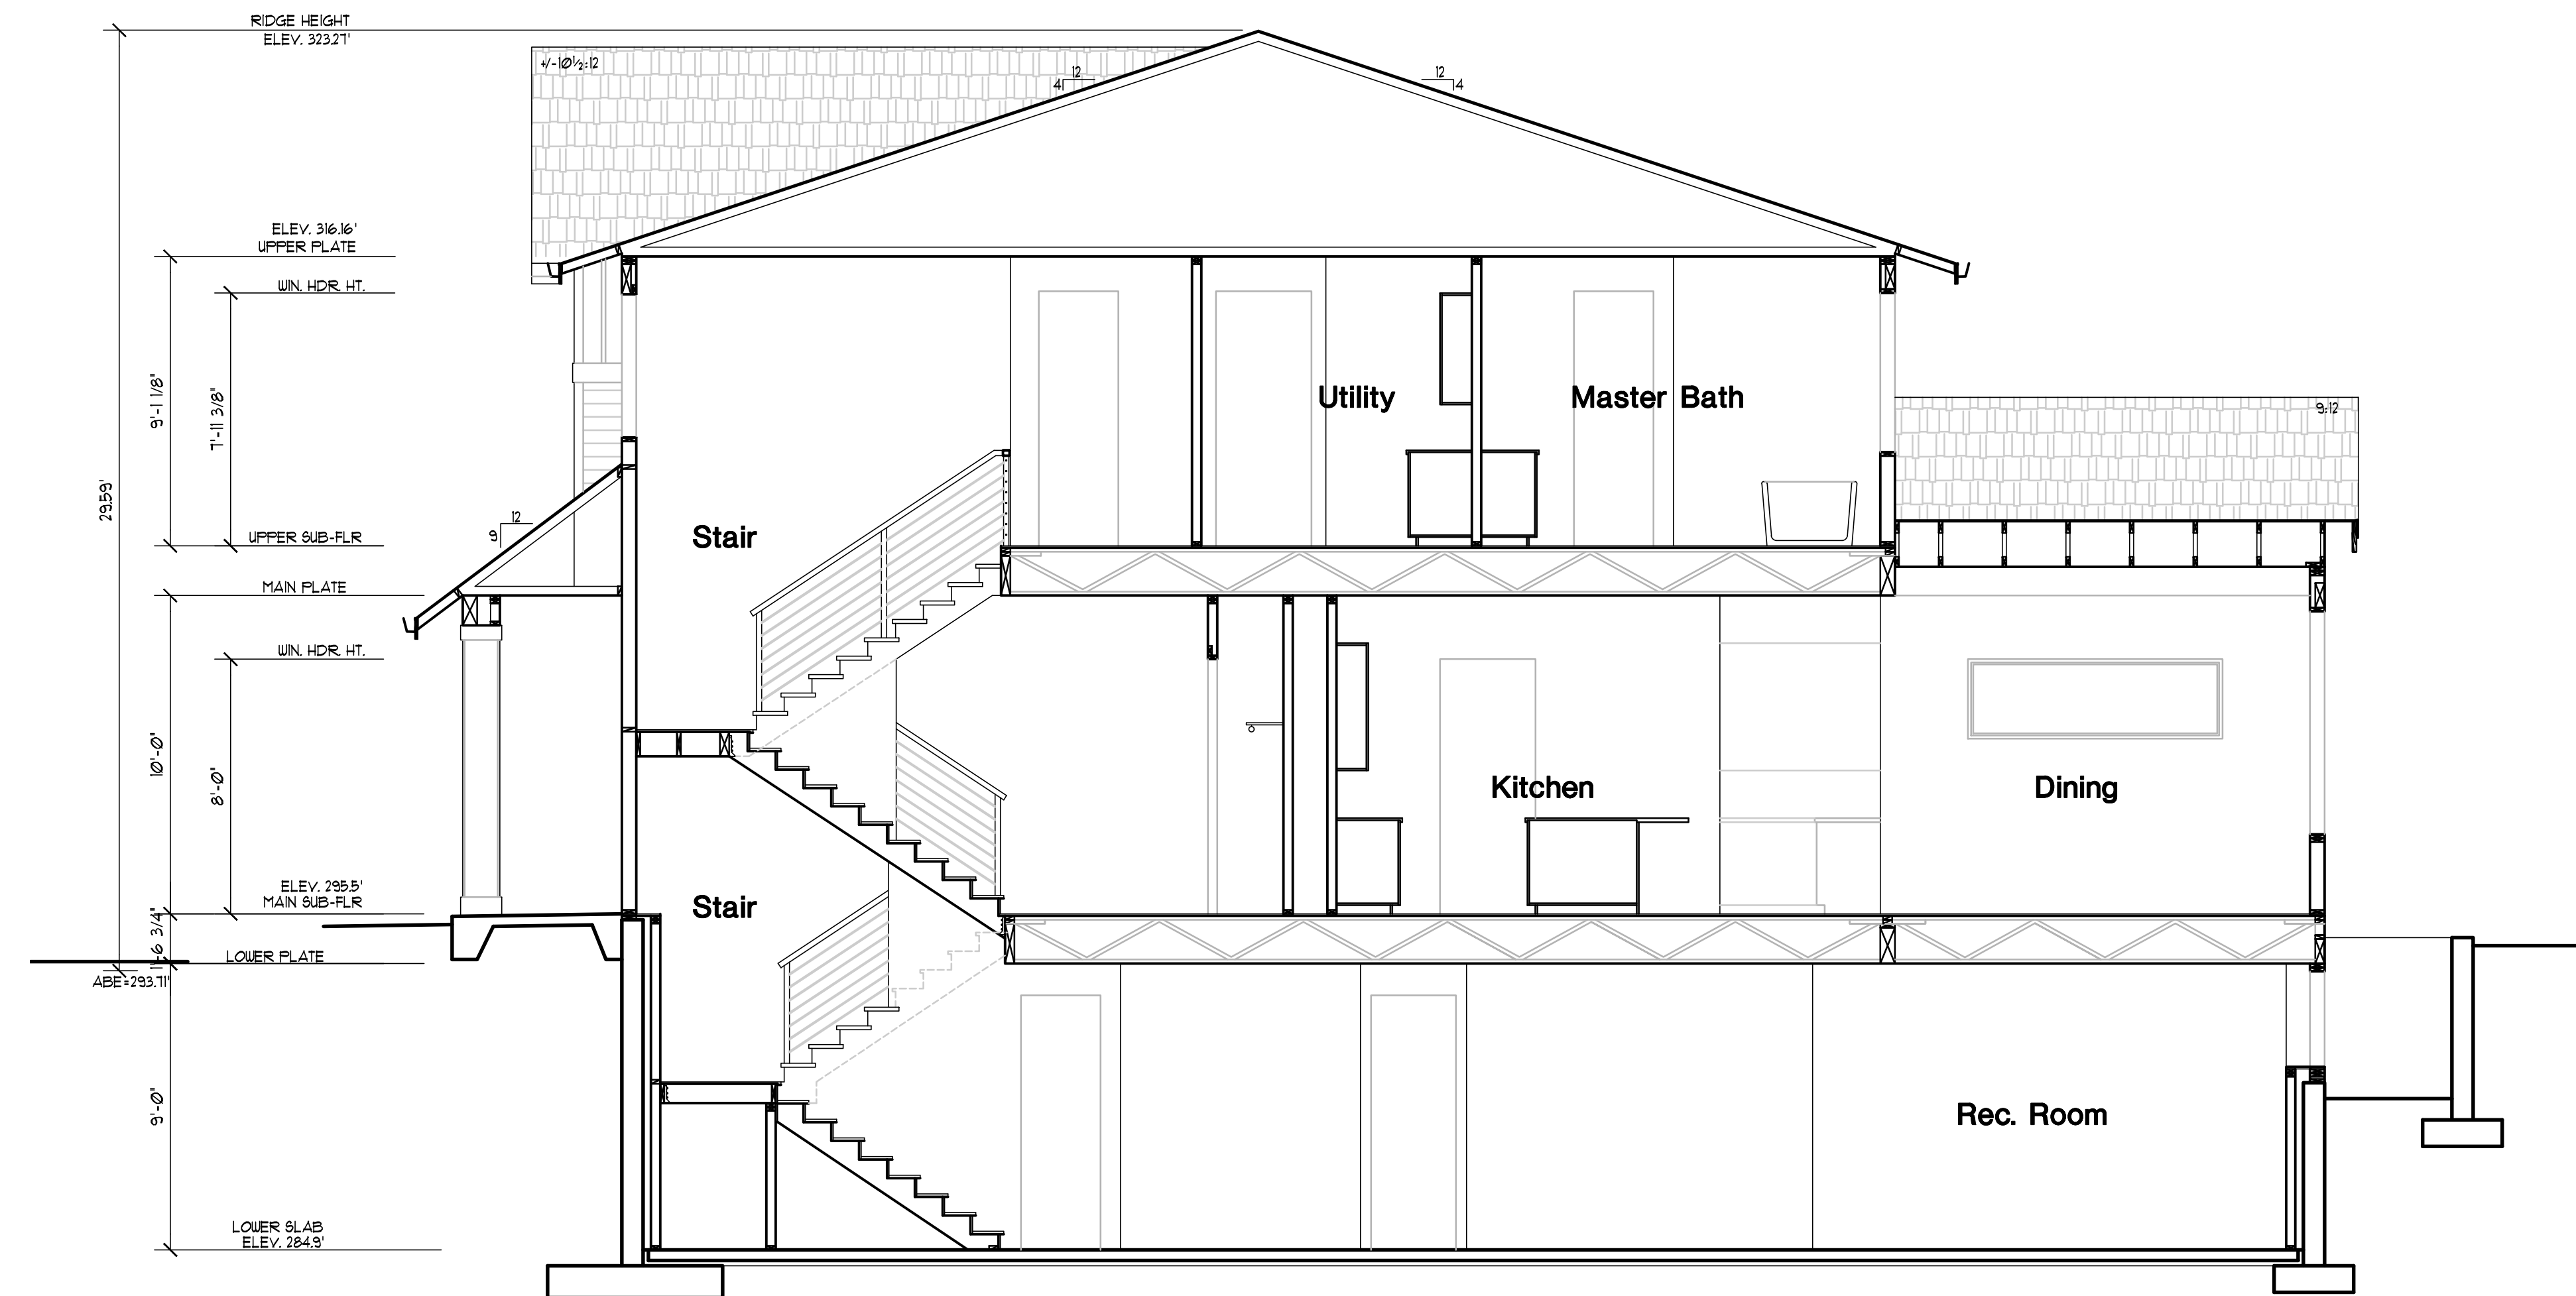 RIDGE HEIGHT
ELEV. 323.27'
+/-10½:12
12
4
12
4
ELEV. 316.16'
UPPER PLATE
WIN. HDR. HT.
9'-1 1/8"
7'-11 3/8"
29.59'
Utility
Master Bath
9:12
12
9
UPPER SUB-FLR
Stair
MAIN PLATE
WIN. HDR. HT.
10'-0"
8'-0"
Kitchen
Dining
ELEV. 295.5'
MAIN SUB-FLR
Stair
1'-6 3/4"
LOWER PLATE
ABE=293.71'
9'-0"
Rec. Room
LOWER SLAB
ELEV. 284.9'